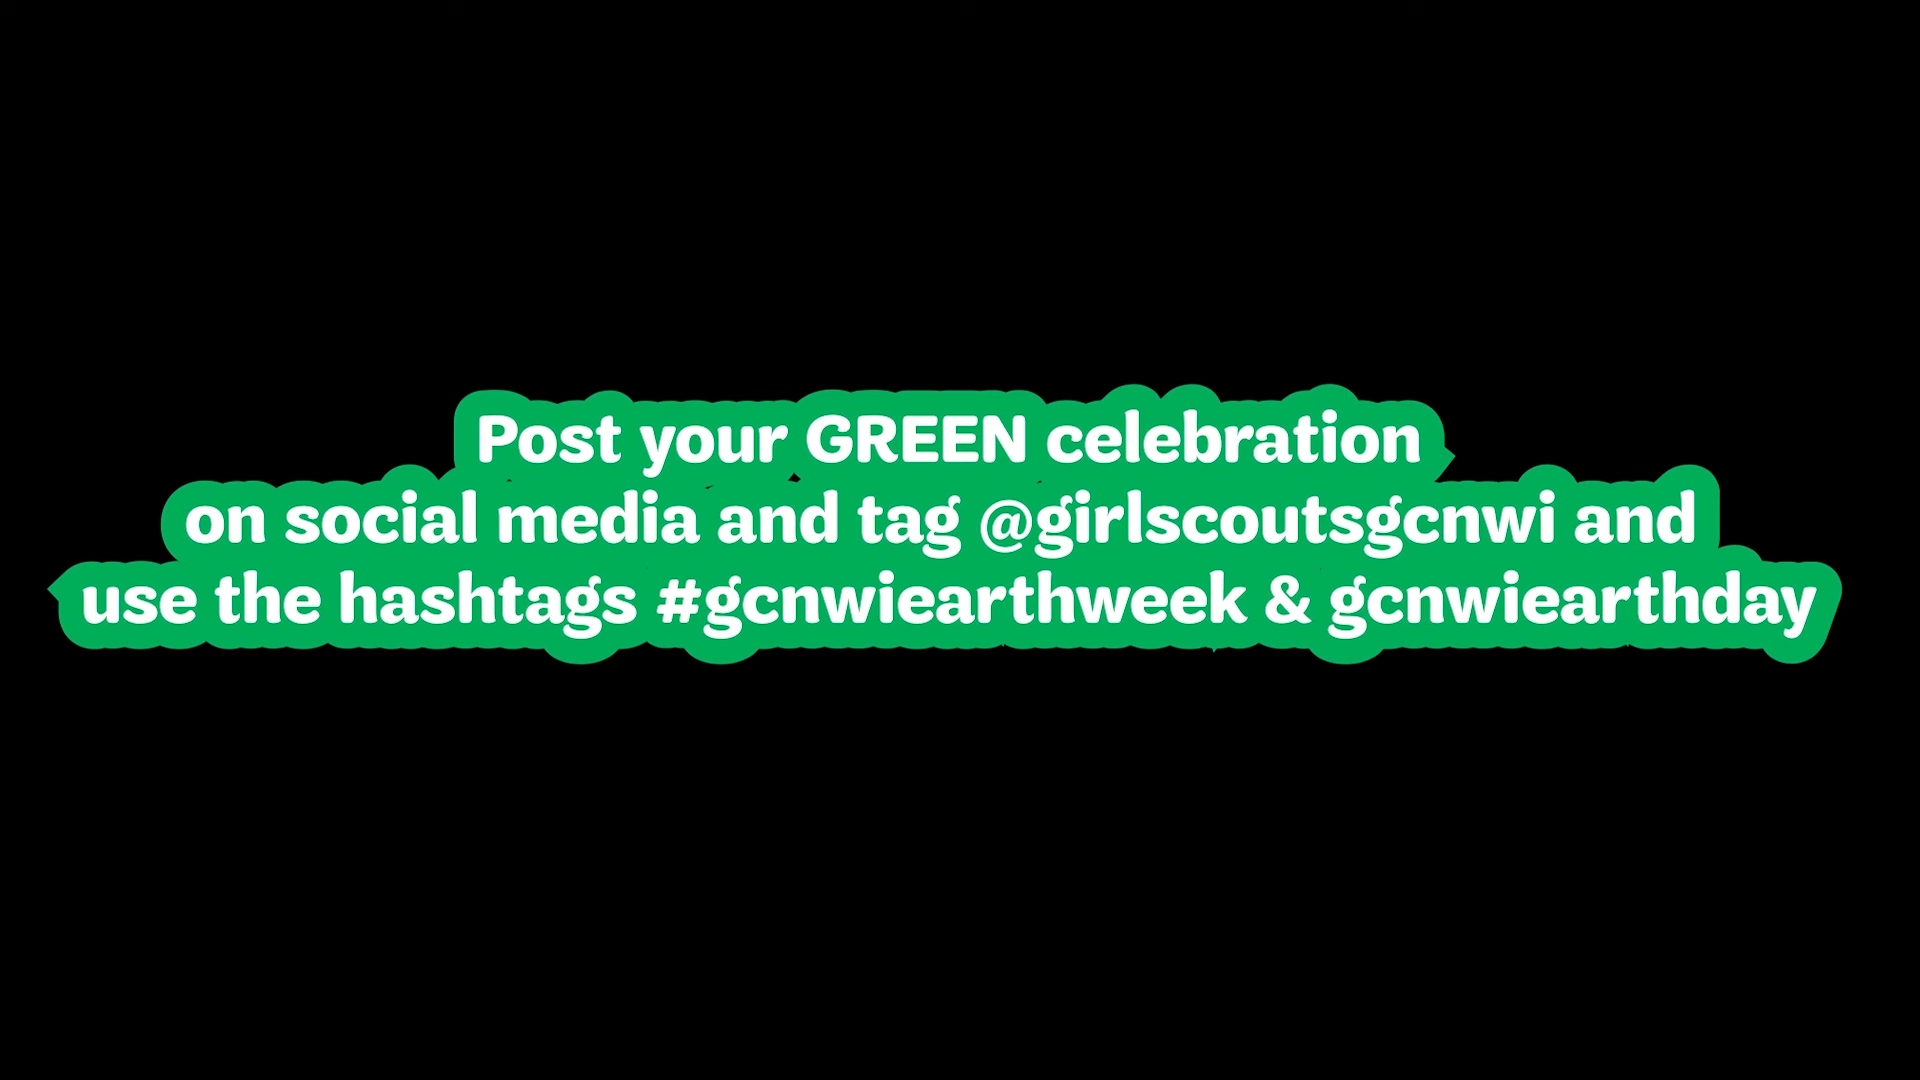 Post your GREEN celebration
on social media and tag @girlscoutsgcnwi and
use the hashtags #gcnwiearthweek & gcnwiearthday